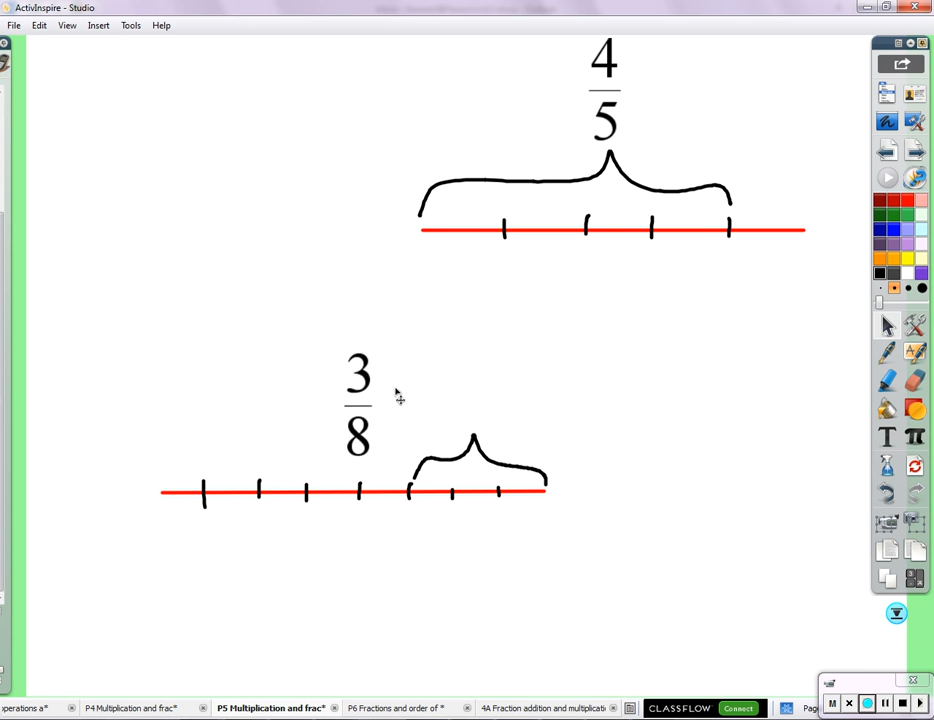 ActivInspire - Studio
File Edit View Insert Tools Help
4
5
3
8
perations a*
P4 Multiplication and frac*
P5 Multiplication and frac*
P6 Fractions and order of *
4A Fraction addition and multiplicati
CLASSFLOW
Connect
Pag
M
T
π